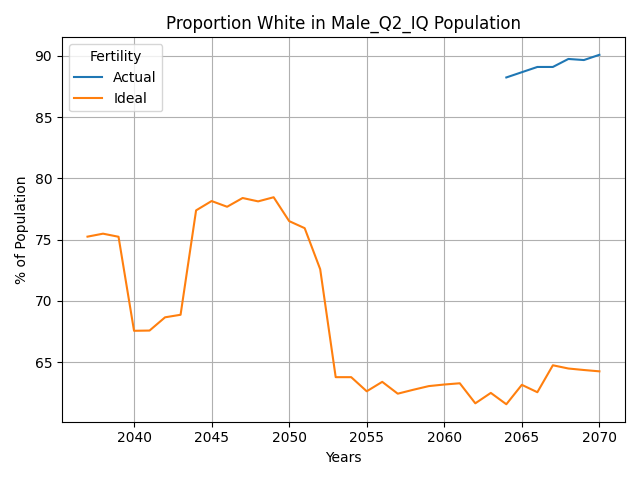 Proportion White in Male_Q2_IQ Population
Fertility
Actual
Ideal
% of Population
90
85
80
75
70
65
2040
2045
2050
2055
2060
2065
2070
Years